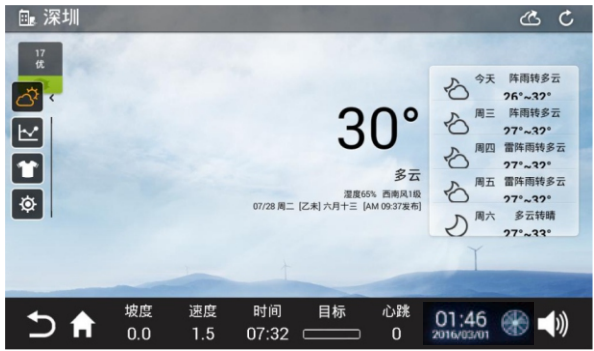 深圳
17
优
30°
多云
湿度65% 西南风1级
07/28 周二 [乙未] 六月十三 [AM 09:37发布]
今天 阵雨转多云
26°~32°
周三 阵雨转多云
27°~32°
周四 雷阵雨转多云
27°~32°
周五 雷阵雨转多云
27°~32°
周六 多云转晴
27°~33°
坡度 速度 时间 目标 心跳
0.0 1.5 07:32 0
01:46
2016/03/01